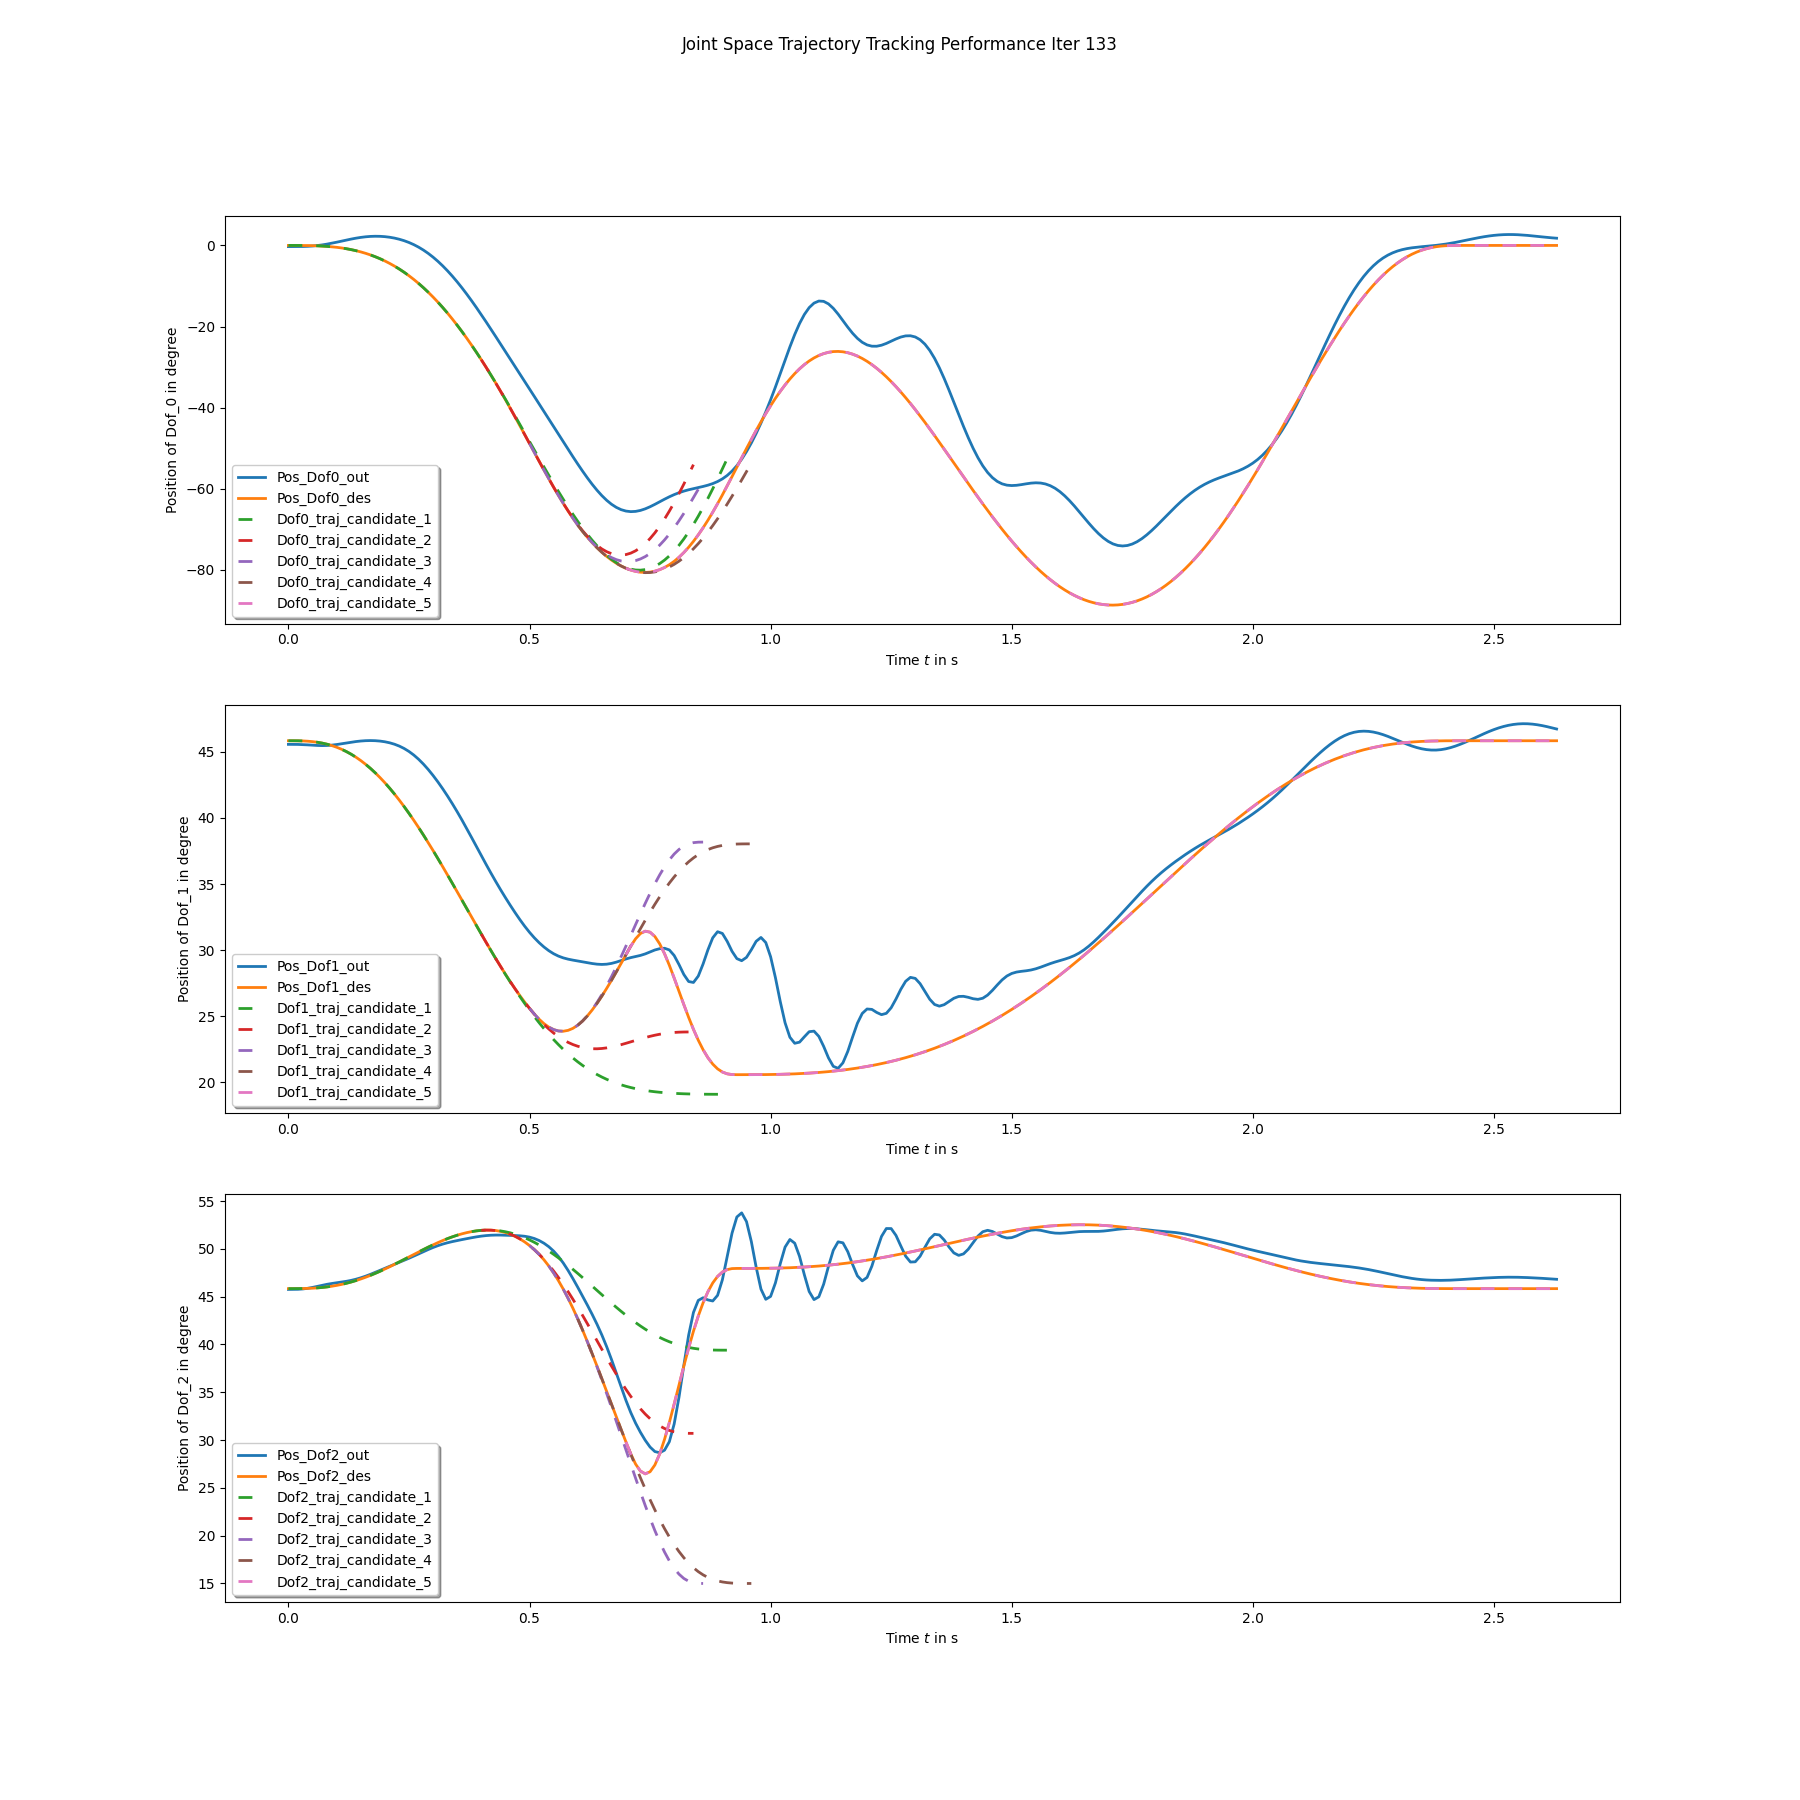 Joint Space Trajectory Tracking Performance Iter 133
Position of Dof_0 in degree
0
−20
−40
−60
−80
Pos_Dof0_out
Pos_Dof0_des
Dof0_traj_candidate_1
Dof0_traj_candidate_2
Dof0_traj_candidate_3
Dof0_traj_candidate_4
Dof0_traj_candidate_5
0.0 0.5 1.0 1.5 2.0 2.5
Time t in s
Position of Dof_1 in degree
45
40
35
30
25
20
Pos_Dof1_out
Pos_Dof1_des
Dof1_traj_candidate_1
Dof1_traj_candidate_2
Dof1_traj_candidate_3
Dof1_traj_candidate_4
Dof1_traj_candidate_5
0.0 0.5 1.0 1.5 2.0 2.5
Time t in s
Position of Dof_2 in degree
55
50
45
40
35
30
25
20
15
Pos_Dof2_out
Pos_Dof2_des
Dof2_traj_candidate_1
Dof2_traj_candidate_2
Dof2_traj_candidate_3
Dof2_traj_candidate_4
Dof2_traj_candidate_5
0.0 0.5 1.0 1.5 2.0 2.5
Time t in s